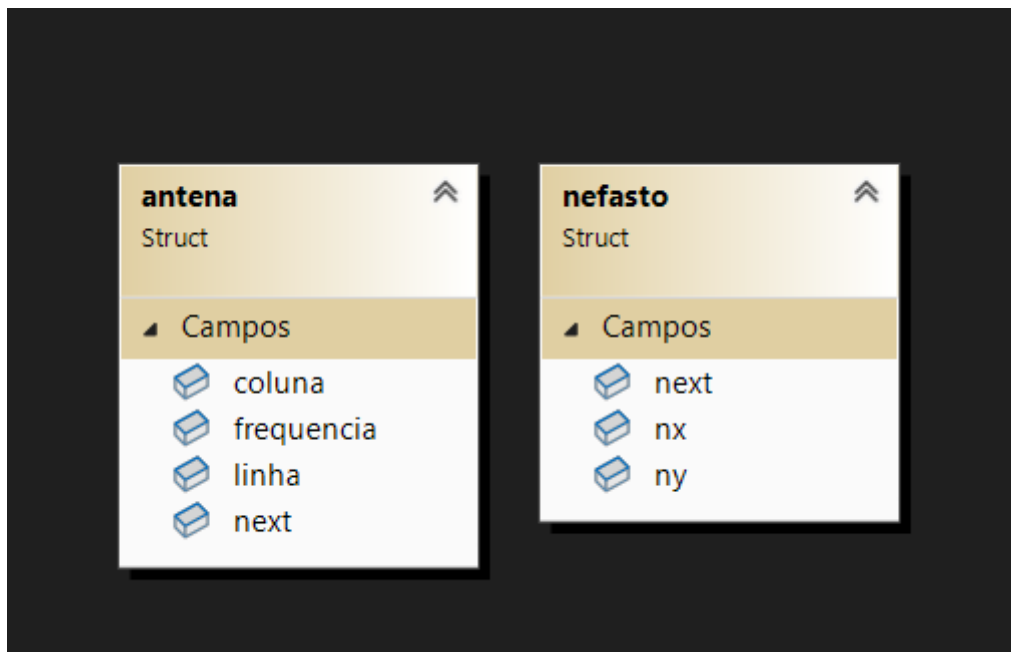 antena
Struct
Campos
coluna
frequencia
linha
next
nefasto
Struct
Campos
next
nx
ny